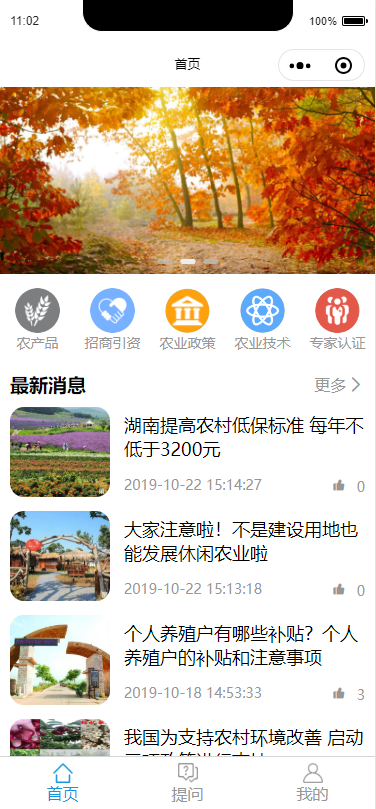 11:02
100%
首页
农产品
招商引资
农业政策
农业技术
专家认证
最新消息
更多
湖南提高农村低保标准 每年不
低于3200元
2019-10-22 15:14:27
0
大家注意啦！不是建设用地也
能发展休闲农业啦
2019-10-22 15:13:18
0
个人养殖户有哪些补贴？个人
养殖户的补贴和注意事项
2019-10-18 14:53:33
3
我国为支持农村环境改善 启动
首页
提问
我的